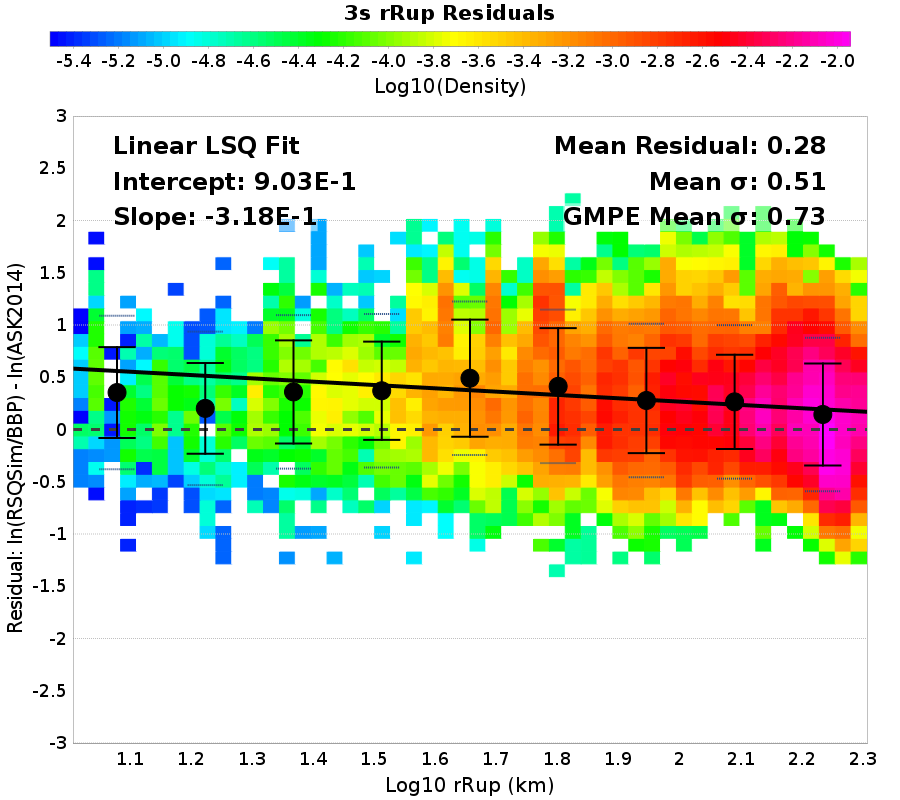 3s rRup Residuals
-5.4 -5.2 -5.0 -4.8 -4.6 -4.4 -4.2 -4.0 -3.8 -3.6 -3.4 -3.2 -3.0 -2.8 -2.6 -2.4 -2.2 -2.0
Log10(Density)
Linear LSQ Fit
Intercept: 9.03E-1
Slope: -3.18E-1
Mean Residual: 0.28
Mean σ: 0.51
GMPE Mean σ: 0.73
Residual: ln(RSQSim/BBP) - ln(ASK2014)
3
2.5
2
1.5
1
0.5
0
-0.5
-1
-1.5
-2
-2.5
-3
1.1 1.2 1.3 1.4 1.5 1.6 1.7 1.8 1.9 2 2.1 2.2 2.3
Log10 rRup (km)